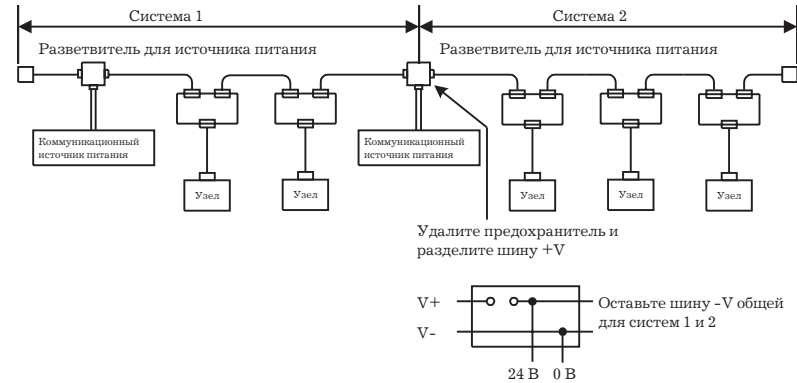 Система 1
Система 2
Разветвитель для источника питания
Разветвитель для источника питания
Коммуникационный
источник питания
Коммуникационный
источник питания
Узел
Узел
Узел
Узел
Узел
Удалите предохранитель и
разделите шину +V
V+
Оставьте шину -V общей
для систем 1 и 2
V-
24 В
0 В